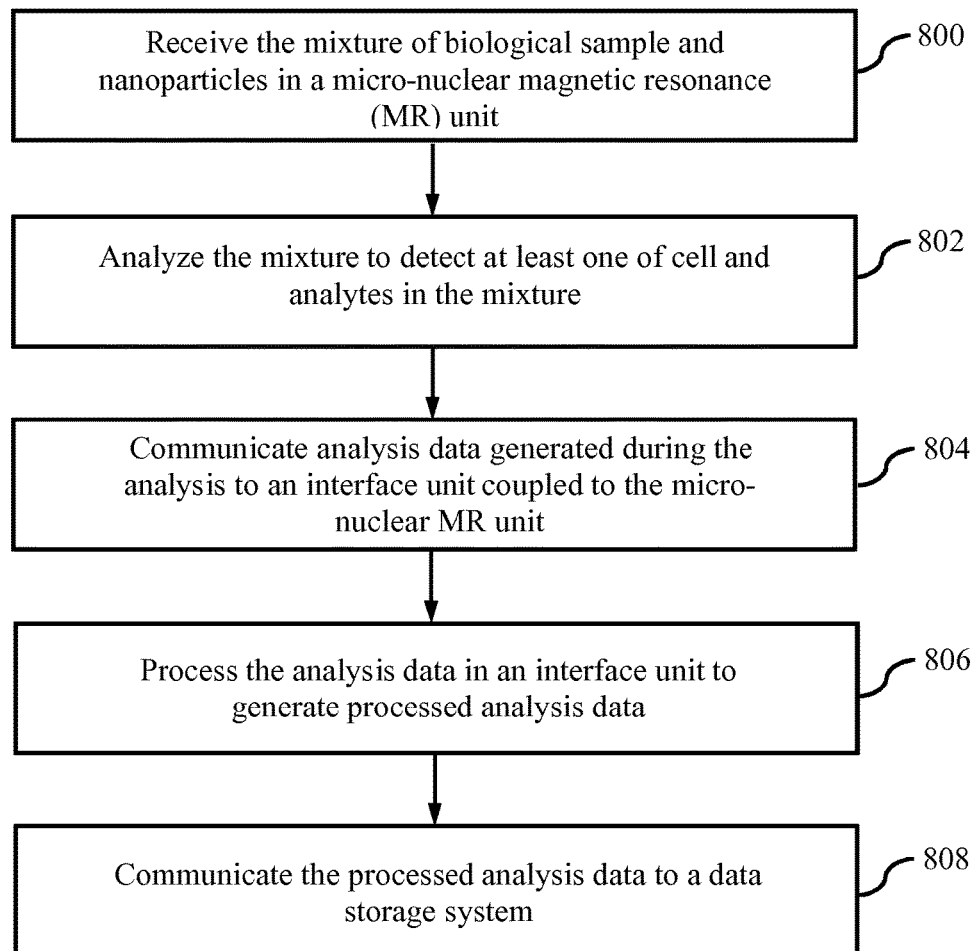 Receive the mixture of biological sample and
nanoparticles in a micro-nuclear magnetic resonance
(MR) unit
800
Analyze the mixture to detect at least one of cell and
analytes in the mixture
802
Communicate analysis data generated during the
analysis to an interface unit coupled to the micro-
nuclear MR unit
804
Process the analysis data in an interface unit to
generate processed analysis data
806
Communicate the processed analysis data to a data
storage system
808